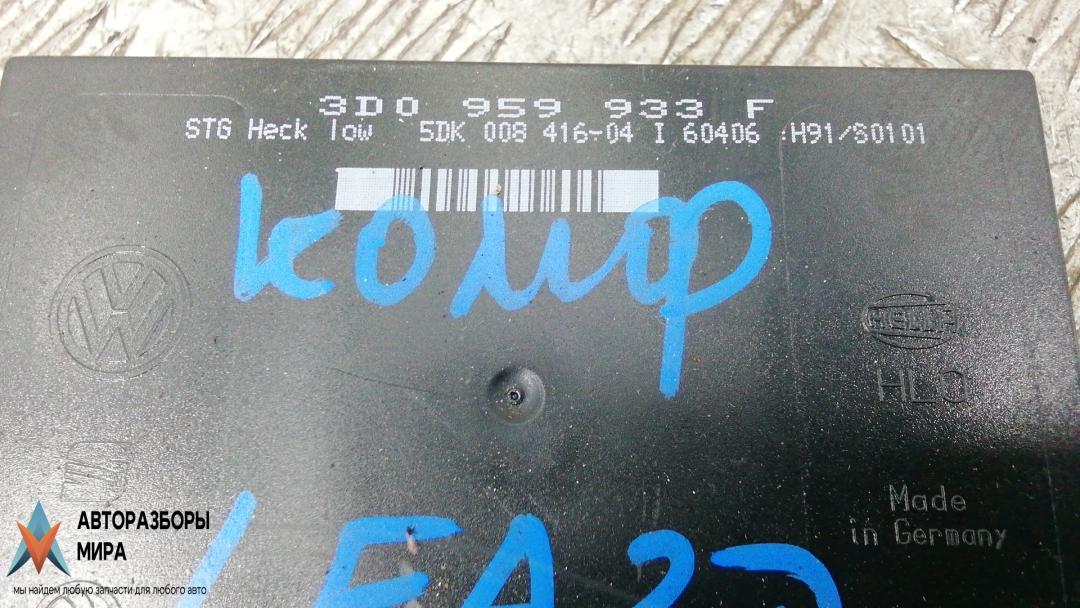 3D0 959 933 F
STG Heck low 5DK 008 416-04 I 60406 :H91/S0101
комф
HELLA
HLO
Made
in Germany
АВТОРАЗБОРЫ
МИРА
мы найдем любую запчасти для любого авто